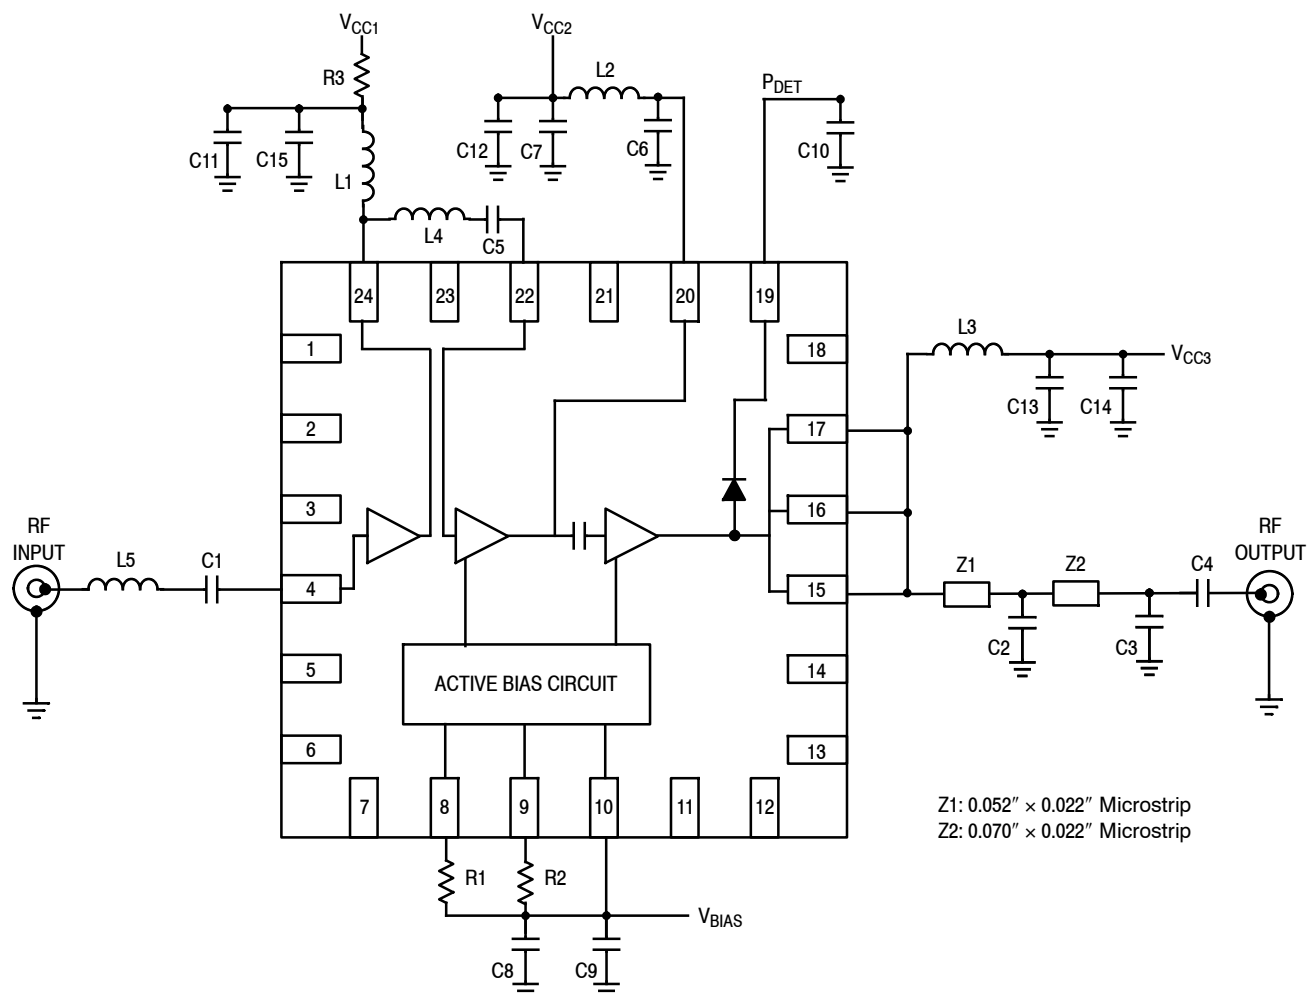 VCC1
VCC2
R3
L2
PDET
C11
C15
C12
C7
C6
C10
L1
L4
C5
24
23
22
21
20
19
1
18
L3
VCC3
C13
C14
2
17
3
16
RF
INPUT
RF
OUTPUT
L5
C1
4
15
Z1
Z2
C4
C2
C3
5
14
ACTIVE BIAS CIRCUIT
6
13
7
8
9
10
11
12
Z1: 0.052″ × 0.022″ Microstrip
Z2: 0.070″ × 0.022″ Microstrip
R1
R2
VBIAS
C8
C9